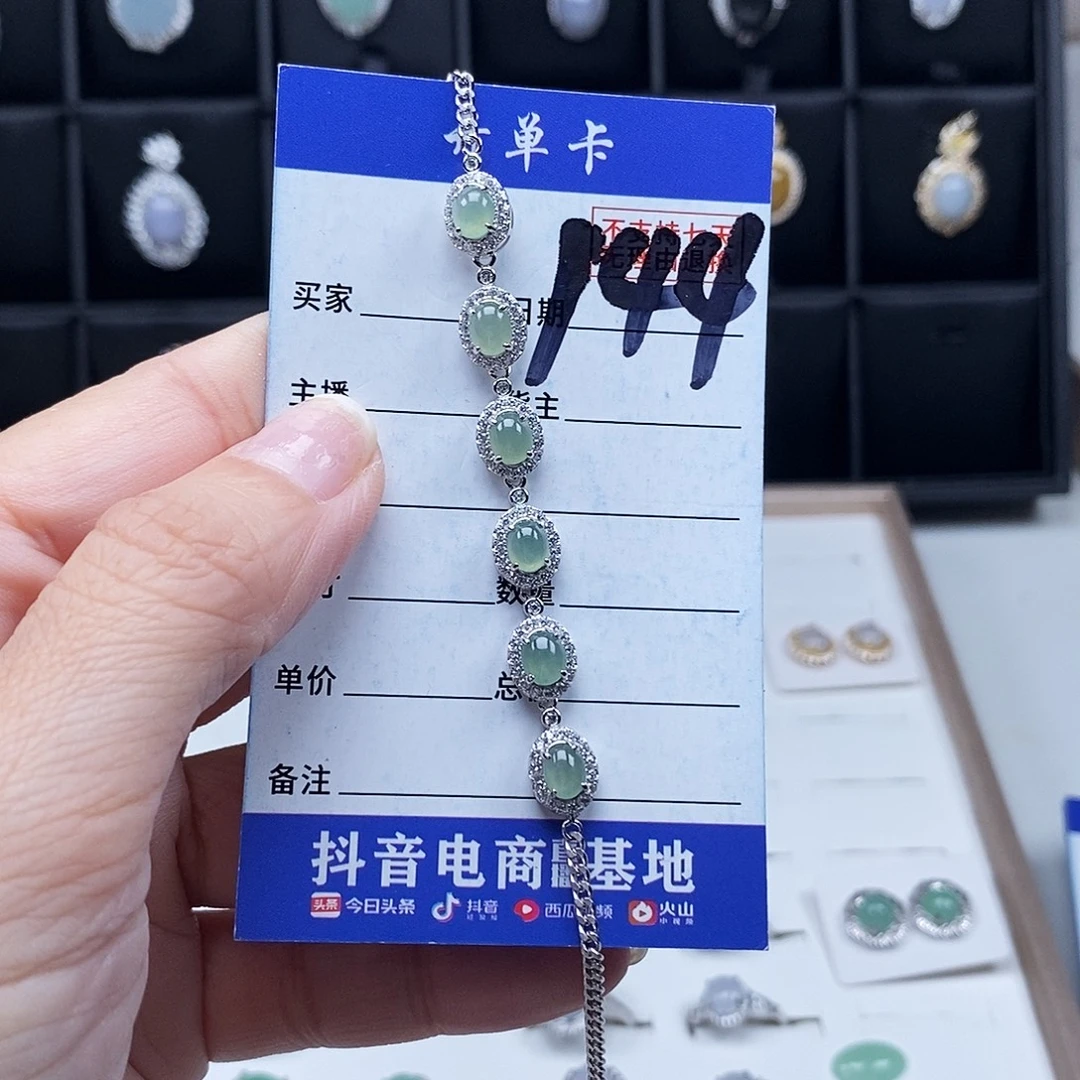 单卡
不支持七天
无理由退换
144
买家 日期
主播 货主
数量
单价 总
备注
抖音电商直播基地
头条 今日头条 抖音 西瓜视频 火山